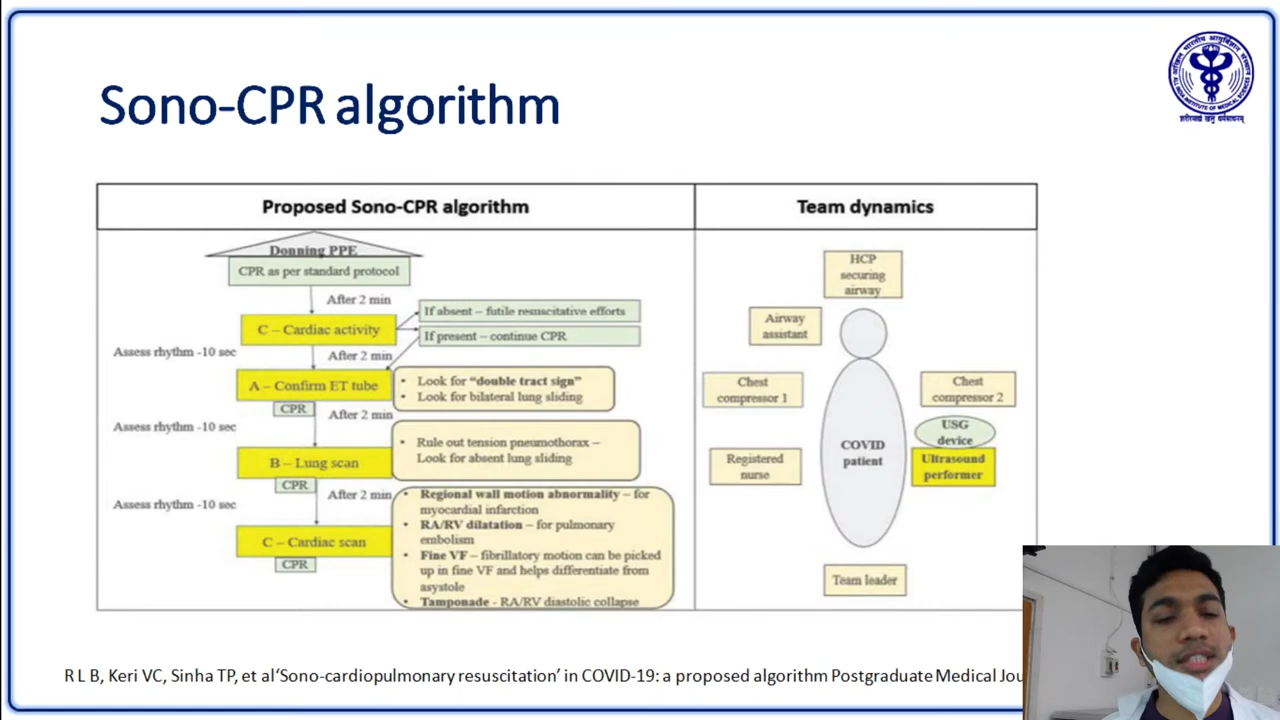 Sono-CPR algorithm
Proposed Sono-CPR algorithm
Donning PPE
CPR as per standard protocol
After 2 min
C – Cardiac activity
If absent – futile resuscitative efforts
If present – continue CPR
Assess rhythm -10 sec
After 2 min
A – Confirm ET tube
• Look for “double tract sign”
• Look for bilateral lung sliding
CPR
After 2 min
Assess rhythm -10 sec
• Rule out tension pneumothorax –
Look for absent lung sliding
B – Lung scan
CPR
After 2 min
Assess rhythm -10 sec
• Regional wall motion abnormality – for
myocardial infarction
• RA/RV dilatation – for pulmonary
embolism
• Fine VF – fibrillatory motion can be picked
up in fine VF and helps differentiate from
asystole
• Tamponade - RA/RV diastolic collapse
C – Cardiac scan
CPR
Team dynamics
HCP
securing
airway
Airway
assistant
Chest
compressor 1
Chest
compressor 2
USG
device
COVID
patient
Registered
nurse
Ultrasound
performer
Team leader
R L B, Keri VC, Sinha TP, et al‘Sono-cardiopulmonary resuscitation’ in COVID-19: a proposed algorithm Postgraduate Medical Jou